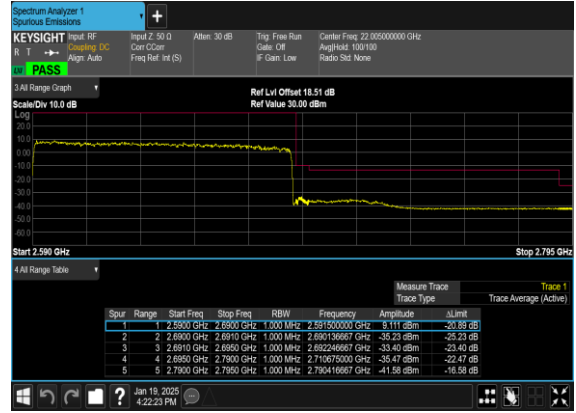 Spectrum Analyzer 1
Spurious Emissions
+
KEYSIGHT Input: RF Input Z: 50 Ω Atten: 30 dB Trig: Free Run Center Freq: 22.005000000 GHz
R T Coupling: DC Corr CCorr Gate: Off Avg|Hold: 100/100
Align: Auto Freq Ref: Int (S) IF Gain: Low Radio Std: None
PASS
3 All Range Graph
Ref Lvl Offset 18.51 dB
Scale/Div 10.0 dB Ref Value 30.00 dBm
Log
20.0
10.0
0.00
-10.0
-20.0
-30.0
-40.0
-50.0
-60.0
Start 2.590 GHz Stop 2.795 GHz
4 All Range Table
Measure Trace Trace 1
Trace Type Trace Average (Active)
Spur Range Start Freq Stop Freq RBW Frequency Amplitude ΔLimit
1 1 2.5900 GHz 2.6900 GHz 1.000 MHz 2.591500000 GHz 9.111 dBm -20.89 dB
2 2 2.6900 GHz 2.6910 GHz 1.000 MHz 2.690136667 GHz -35.23 dBm -25.23 dB
3 3 2.6910 GHz 2.6950 GHz 1.000 MHz 2.692246667 GHz -33.40 dBm -23.40 dB
4 4 2.6950 GHz 2.7900 GHz 1.000 MHz 2.710675000 GHz -35.47 dBm -22.47 dB
5 5 2.7900 GHz 2.7950 GHz 1.000 MHz 2.790416667 GHz -41.58 dBm -16.58 dB
? Jan 19, 2025
4:22:23 PM